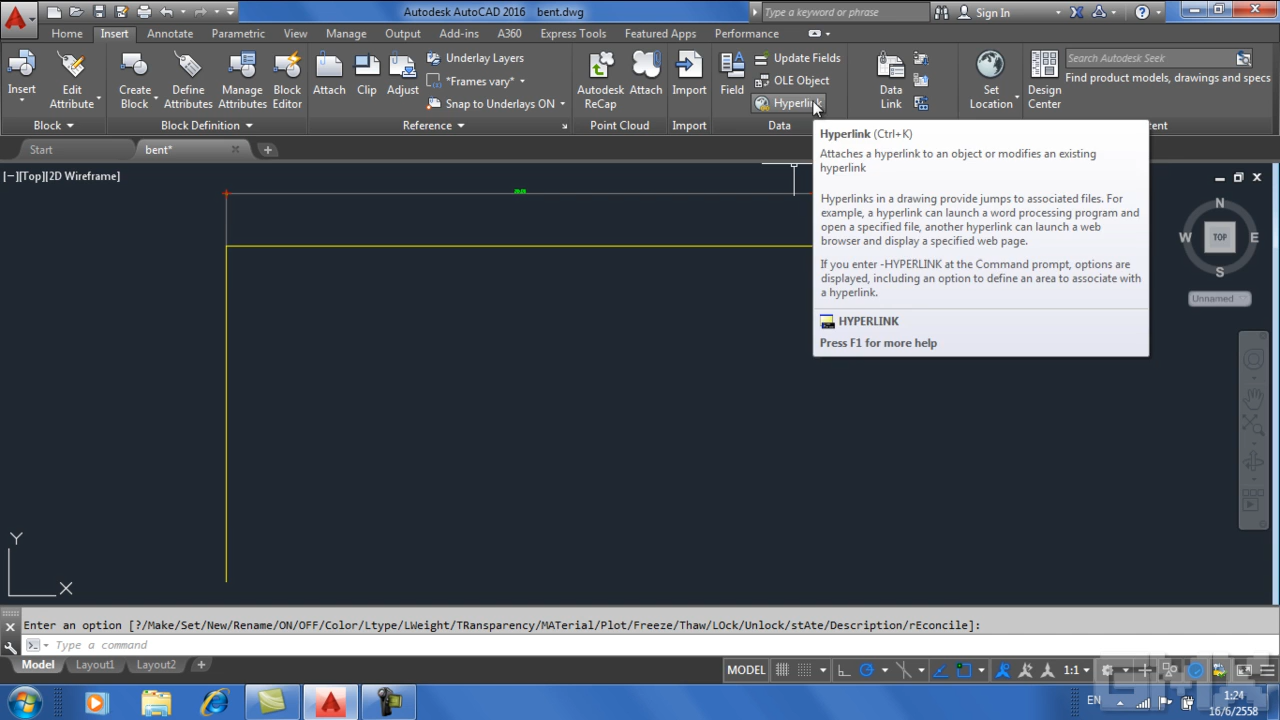 Autodesk AutoCAD 2016 bent.dwg
Type a keyword or phrase
Sign In
Home Insert Annotate Parametric View Manage Output Add-ins A360 Express Tools Featured Apps Performance
Insert
Edit
Attribute
Block
Create
Block
Define
Attributes
Manage
Attributes
Block
Editor
Block Definition
Attach
Clip
Adjust
Underlay Layers
*Frames vary*
Snap to Underlays ON
Reference
Autodesk
ReCap
Attach
Point Cloud
Import
Import
Field
Update Fields
OLE Object
Hyperlink
Data
Data
Link
Set
Location
Design
Center
Search Autodesk Seek
Find product models, drawings and specs
tent
Start
bent*
[−][Top][2D Wireframe]
Hyperlink (Ctrl+K)
Attaches a hyperlink to an object or modifies an existing
hyperlink
Hyperlinks in a drawing provide jumps to associated files. For
example, a hyperlink can launch a word processing program and
open a specified file, another hyperlink can launch a web
browser and display a specified web page.
If you enter -HYPERLINK at the Command prompt, options are
displayed, including an option to define an area to associate with
a hyperlink.
HYPERLINK
Press F1 for more help
N
W TOP E
S
Unnamed
Y
X
Enter an option [?/Make/Set/New/Rename/ON/OFF/Color/Ltype/LWeight/TRansparency/MATerial/Plot/Freeze/Thaw/LOck/Unlock/stAte/Description/rEconcile]:
Type a command
Model Layout1 Layout2
MODEL
1:1
EN
1:24
16/6/2558